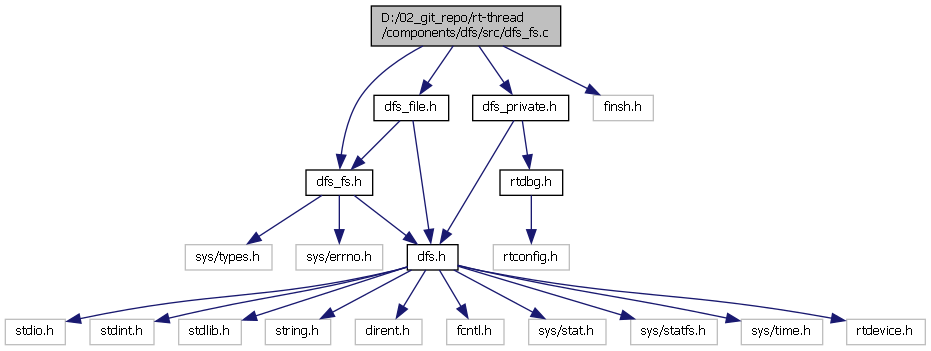 D:/02_git_repo/rt-thread
/components/dfs/src/dfs_fs.c
dfs_file.h
dfs_private.h
finsh.h
dfs_fs.h
rtdbg.h
sys/types.h
sys/errno.h
dfs.h
rtconfig.h
stdio.h
stdint.h
stdlib.h
string.h
dirent.h
fcntl.h
sys/stat.h
sys/statfs.h
sys/time.h
rtdevice.h